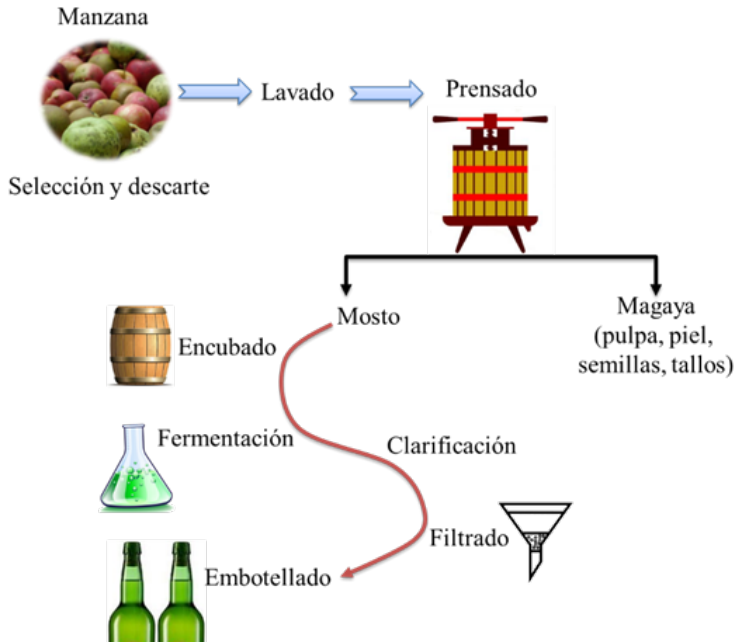 Manzana
Lavado
Prensado
Selección y descarte
Mosto
Magaya
(pulpa, piel,
semillas, tallos)
Encubado
Fermentación
Clarificación
Filtrado
Embotellado